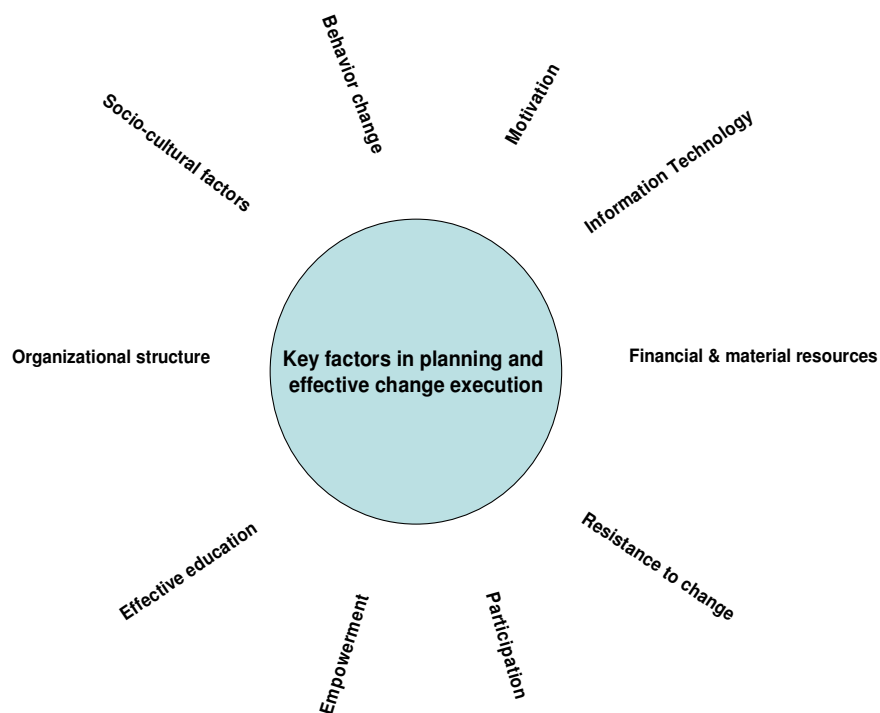 Behavior change
Motivation
Socio-cultural factors
Information Technology
Organizational structure
Key factors in planning and
effective change execution
Financial & material resources
Effective education
Resistance to change
Empowerment
Participation